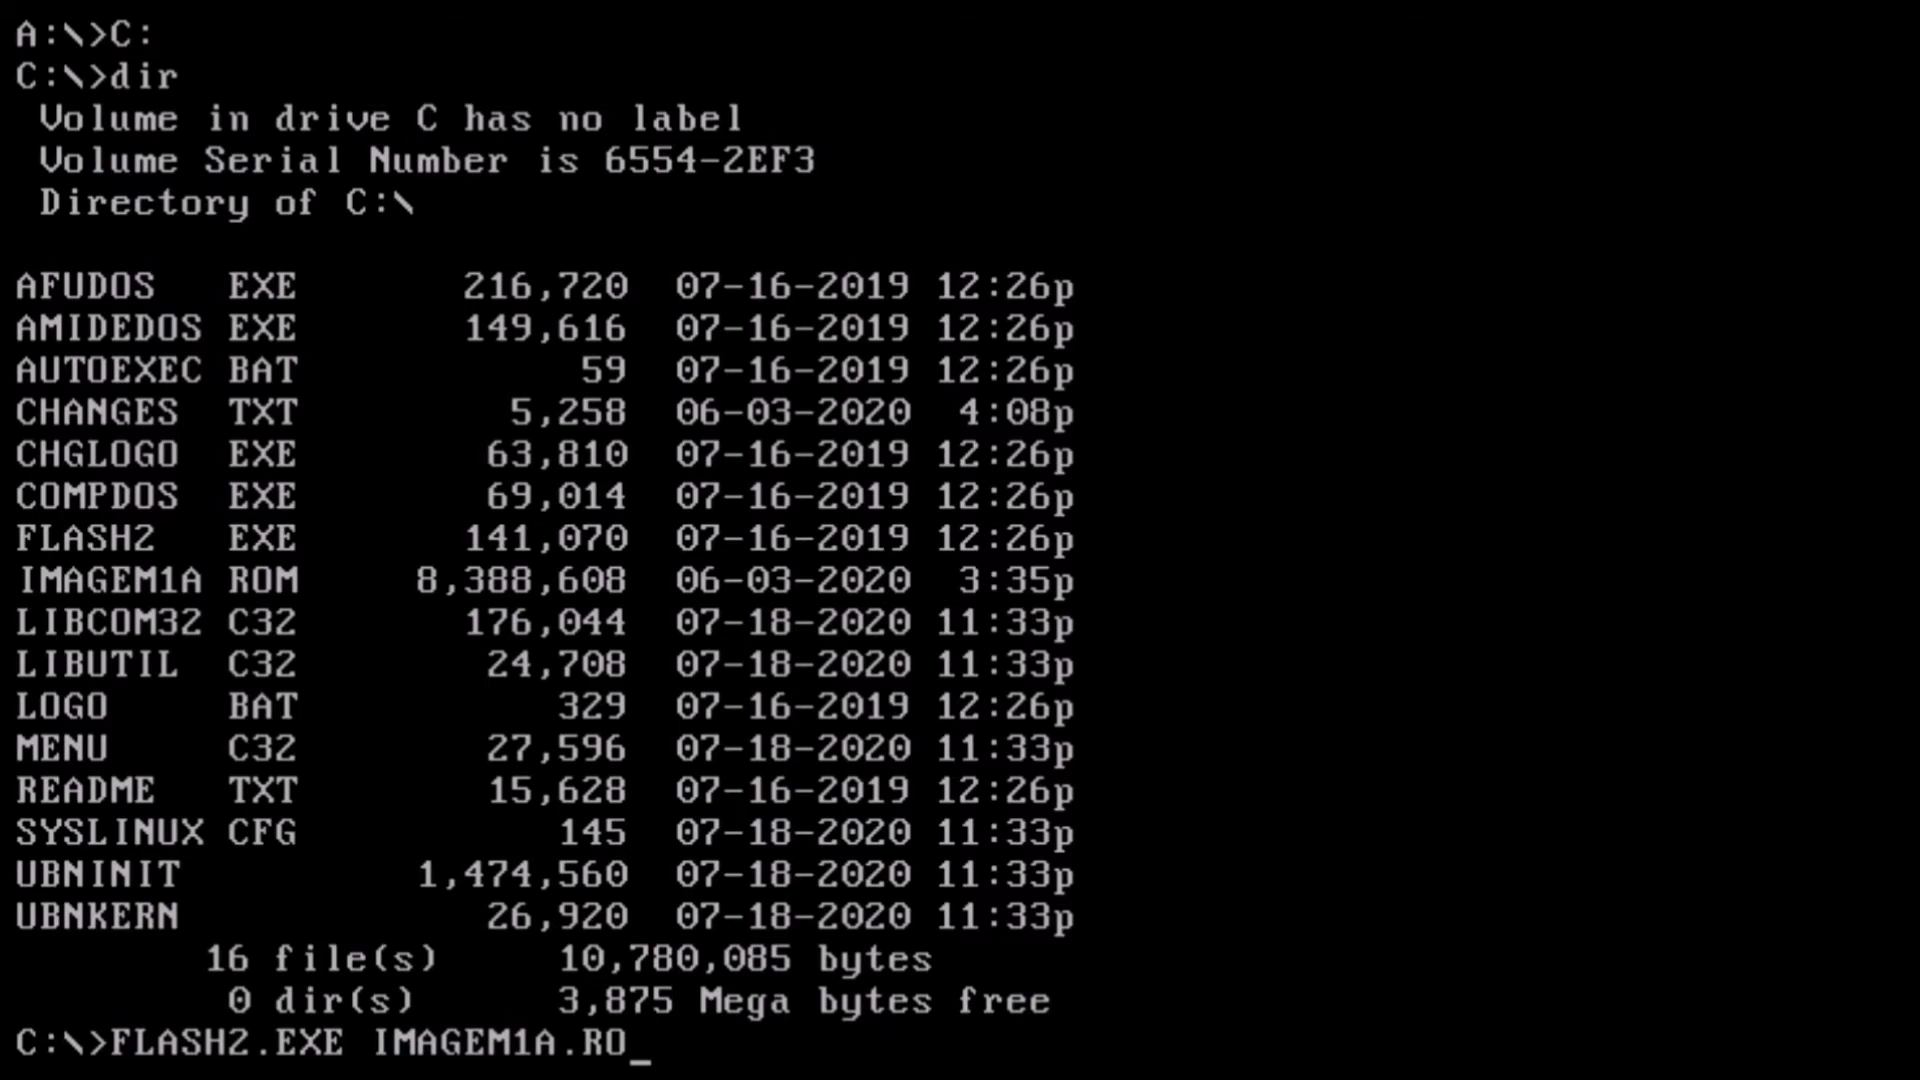 A:\>C:
C:\>dir
Volume in drive C has no label
Volume Serial Number is 6554-2EF3
Directory of C:\
AFUDOS EXE 216,720 07-16-2019 12:26p
AMIDEDOS EXE 149,616 07-16-2019 12:26p
AUTOEXEC BAT 59 07-16-2019 12:26p
CHANGES TXT 5,258 06-03-2020 4:08p
CHGLOGO EXE 63,810 07-16-2019 12:26p
COMPDOS EXE 69,014 07-16-2019 12:26p
FLASH2 EXE 141,070 07-16-2019 12:26p
IMAGEM1A ROM 8,388,608 06-03-2020 3:35p
LIBCOM32 C32 176,044 07-18-2020 11:33p
LIBUTIL C32 24,708 07-18-2020 11:33p
LOGO BAT 329 07-16-2019 12:26p
MENU C32 27,596 07-18-2020 11:33p
README TXT 15,628 07-16-2019 12:26p
SYSLINUX CFG 145 07-18-2020 11:33p
UBNINIT 1,474,560 07-18-2020 11:33p
UBNKERN 26,920 07-18-2020 11:33p
16 file(s) 10,780,085 bytes
0 dir(s) 3,875 Mega bytes free
C:\>FLASH2.EXE IMAGEM1A.RO_